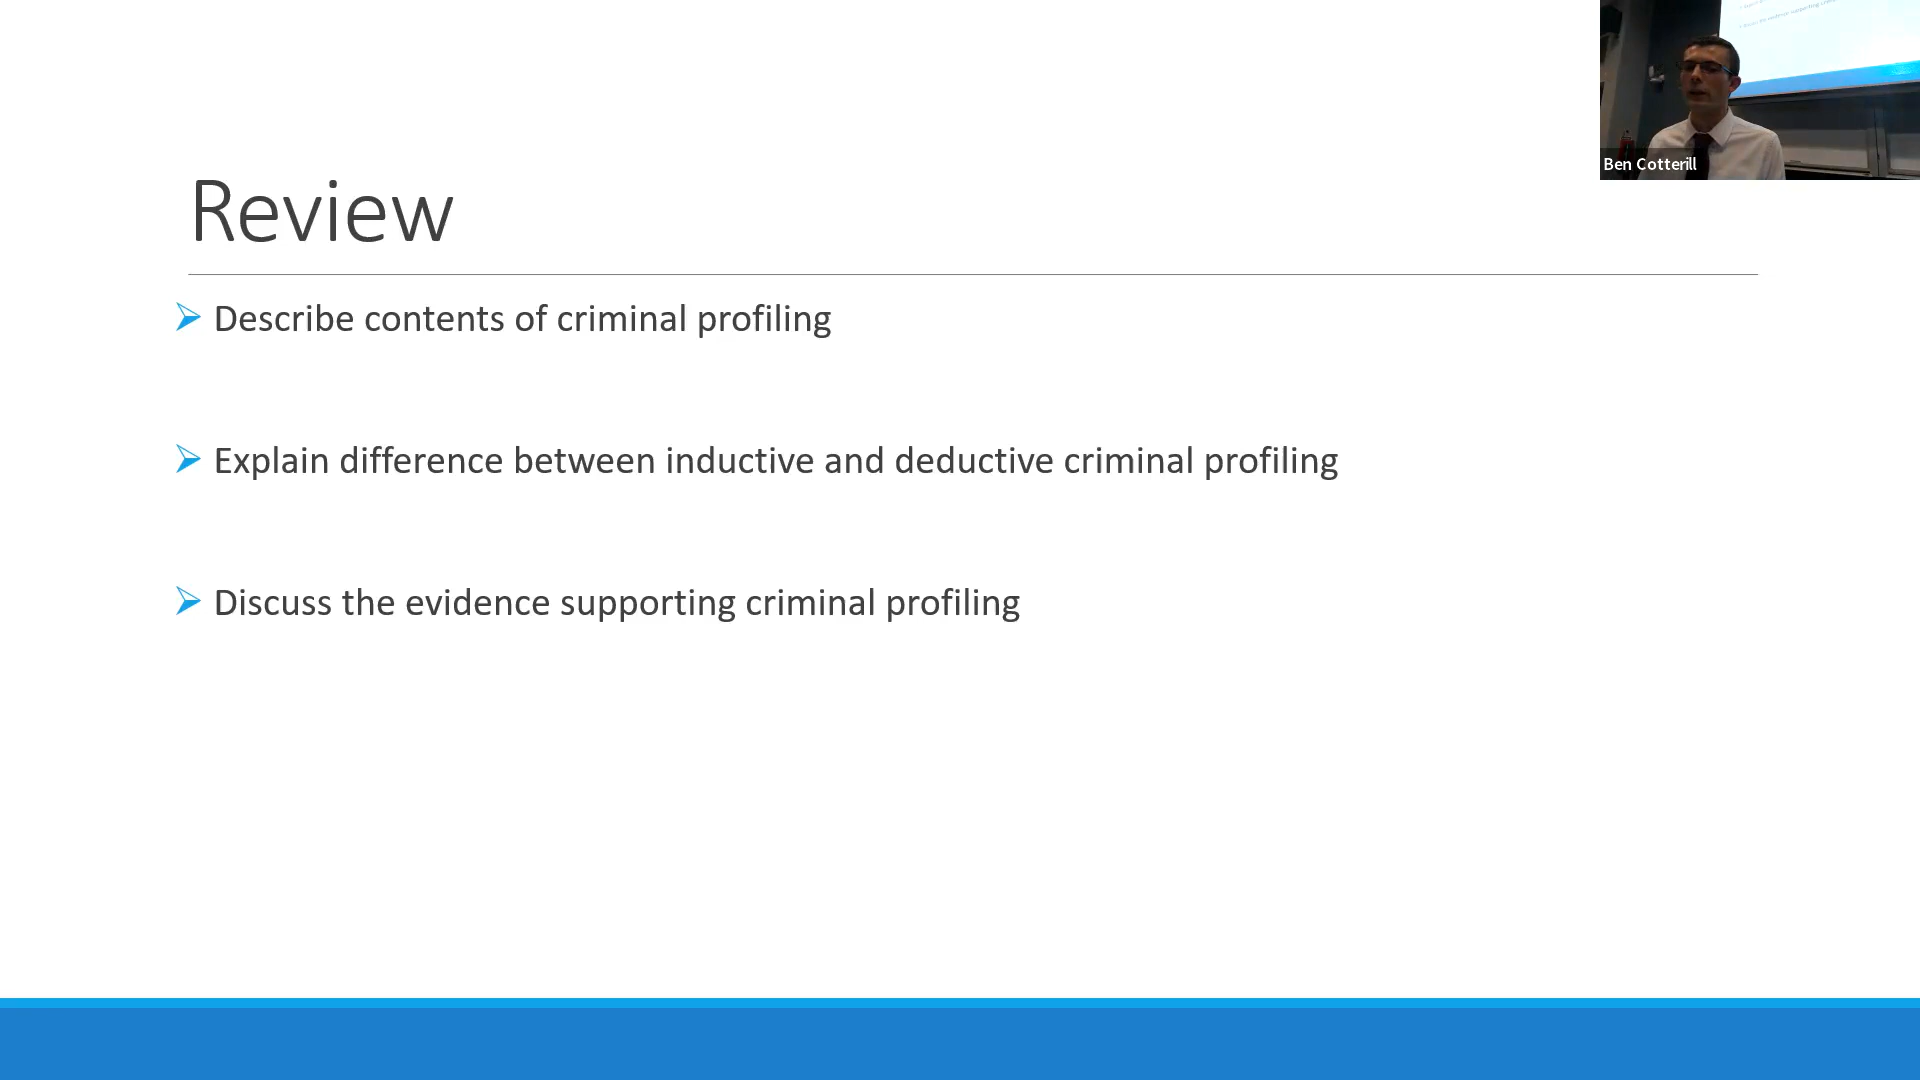 Ben Cotterill
Review
Describe contents of criminal profiling
Explain difference between inductive and deductive criminal profiling
Discuss the evidence supporting criminal profiling